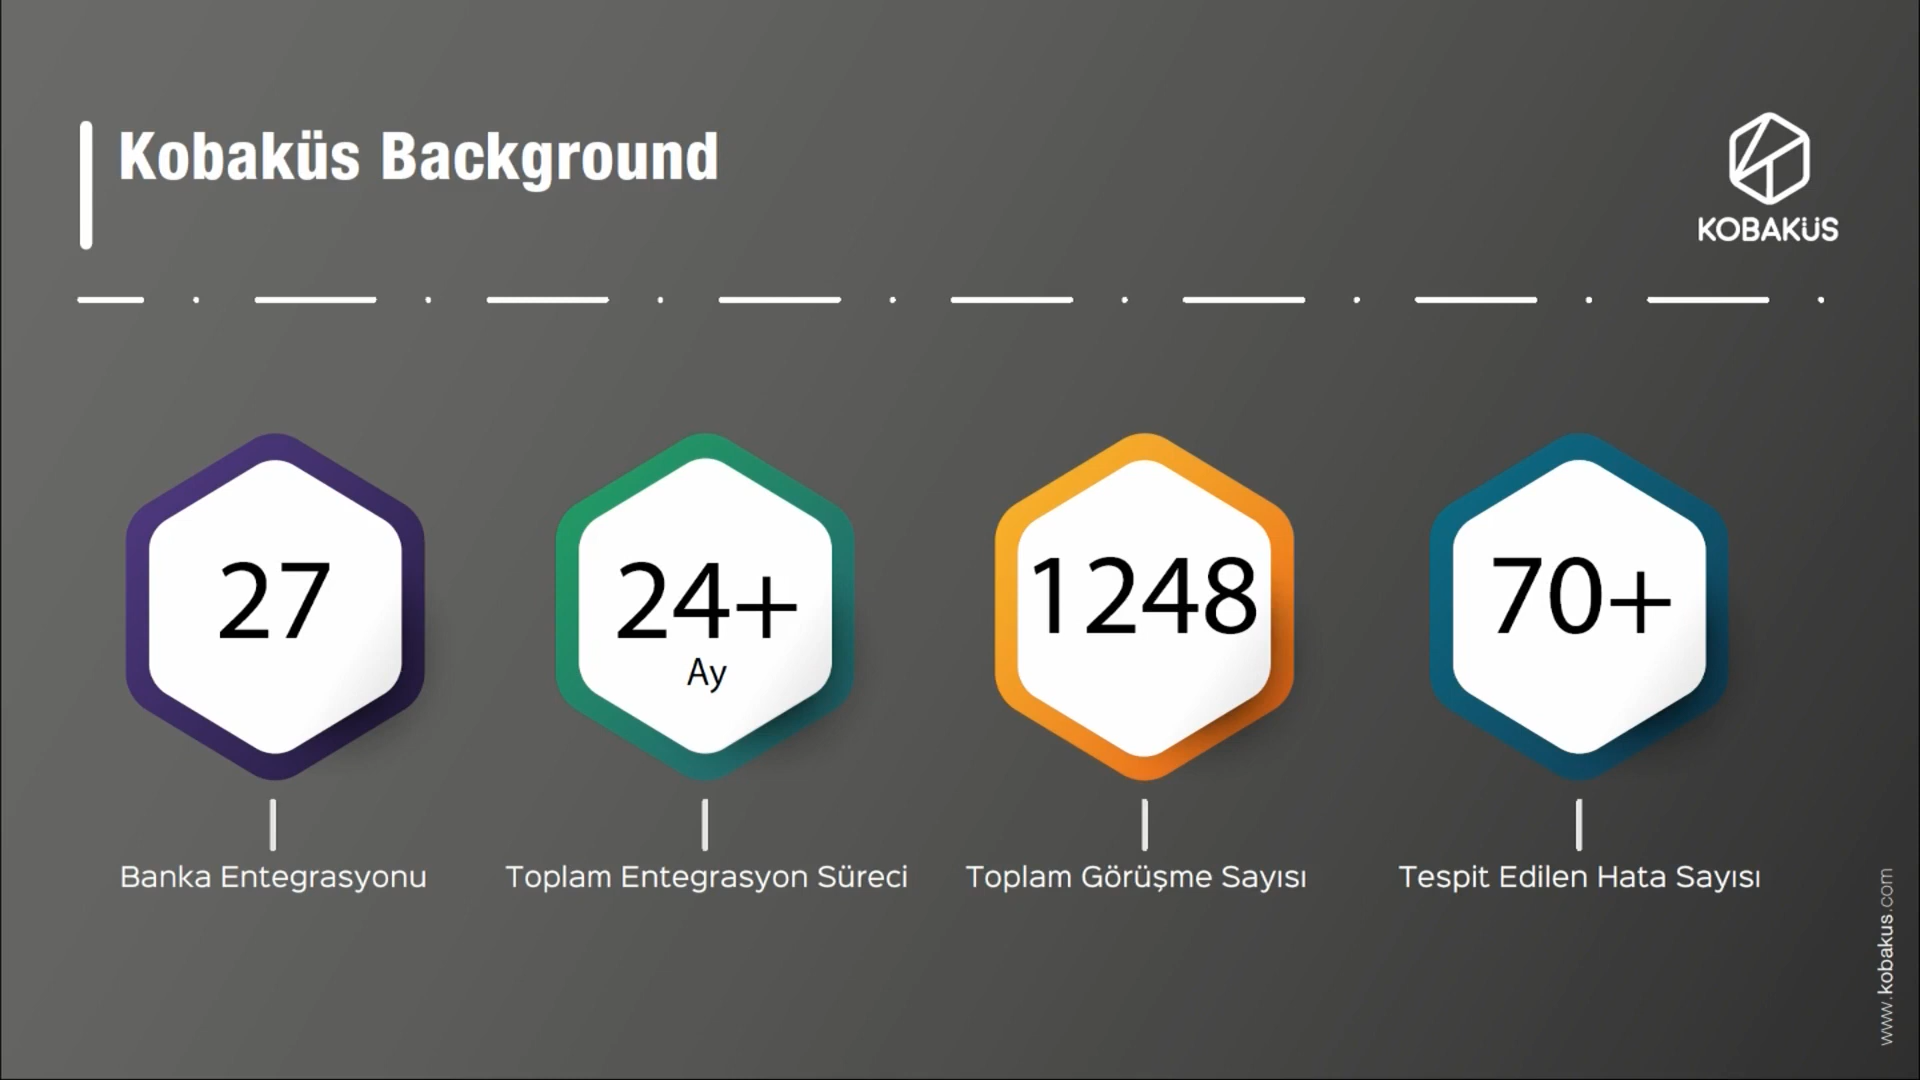 Kobaküs Background
KOBAKÜS
27
24+
Ay
1248
70+
Banka Entegrasyonu
Toplam Entegrasyon Süreci
Toplam Görüşme Sayısı
Tespit Edilen Hata Sayısı
www.kobakus.com